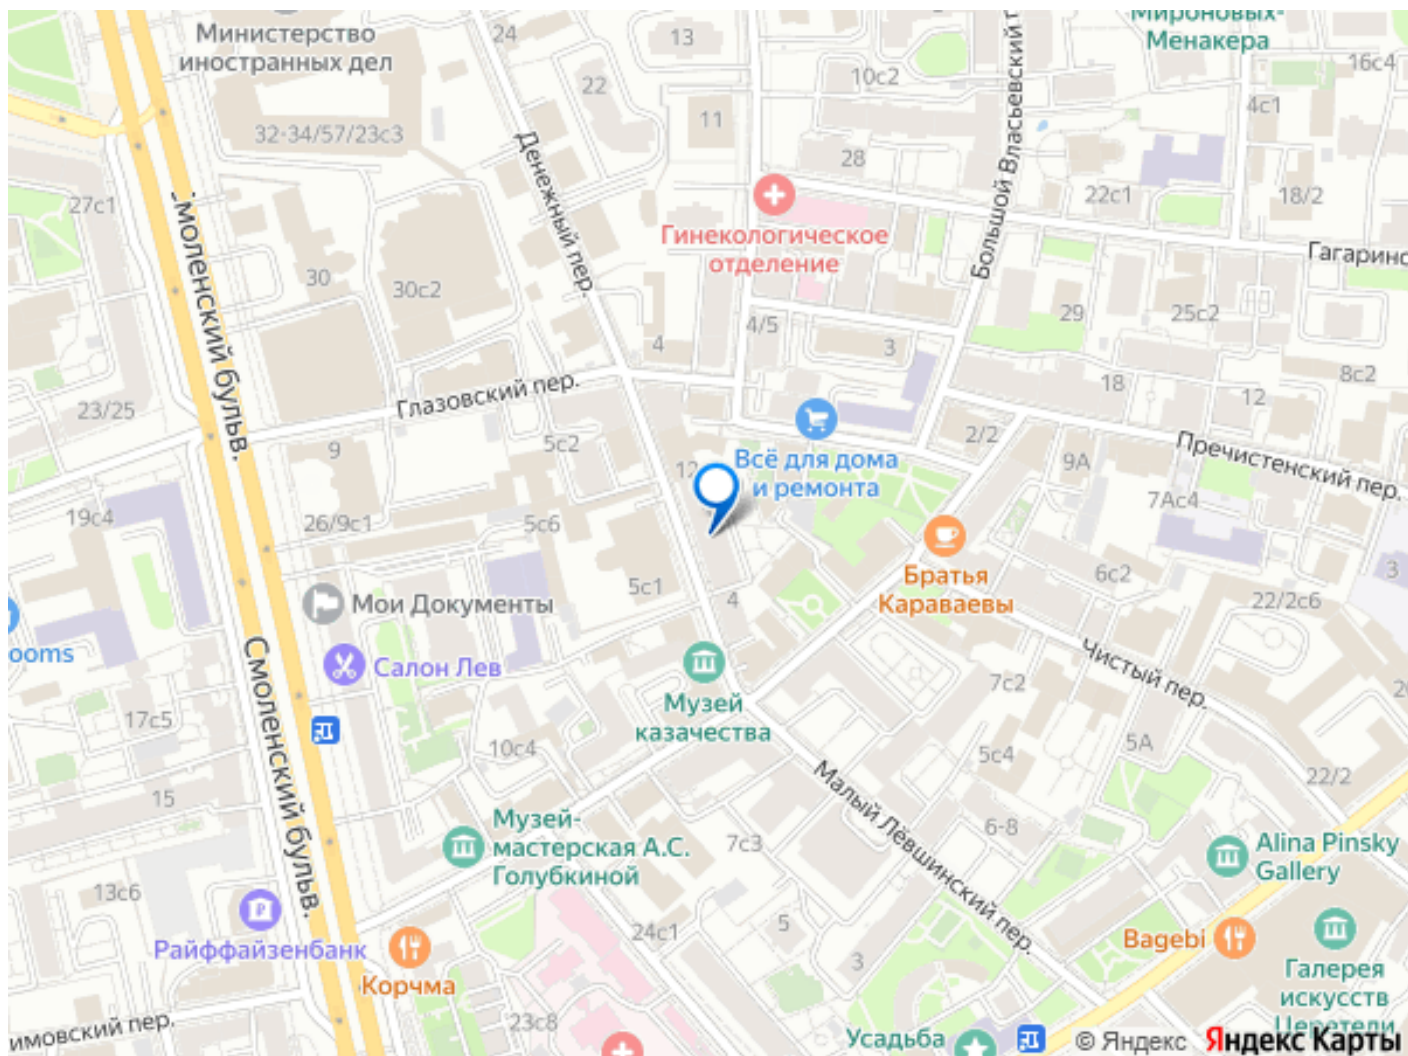 Министерство
иностранных дел
24
13
Мироновых-
Менакера
16с4
10с2
22
4с1
11
32-34/57/23с3
28
Денежный пер.
Большой Власьевский п
27с1
22с1
18/2
Гинекологическое
отделение
Гагаринс
30
30с2
Смоленский бульв.
4/5
29
25с2
4
3
8с2
18
12
Глазовский пер.
23/25
5с2
2/2
9
Пречистенский пер.
12
Всё для дома
и ремонта
9А
7Ас4
19с4
26/9с1
5с6
Братья
Караваевы
6с2
3
5с1
4
22/2с6
Мои Документы
ooms
Салон Лев
Чистый пер.
Смоленский бульв.
7с2
Музей
казачества
17с5
10с4
5с4
5А
22/2
15
Малый Лёвшинский пер.
6-8
Музей-
мастерская А.С.
Голубкиной
7с3
Alina Pinsky
Gallery
13с6
5
24с1
Bagebi
Райффайзенбанк
3
Корчма
Галерея
искусств
Церетели
23с8
имовский пер.
Усадьба
© Яндекс Яндекс Карты